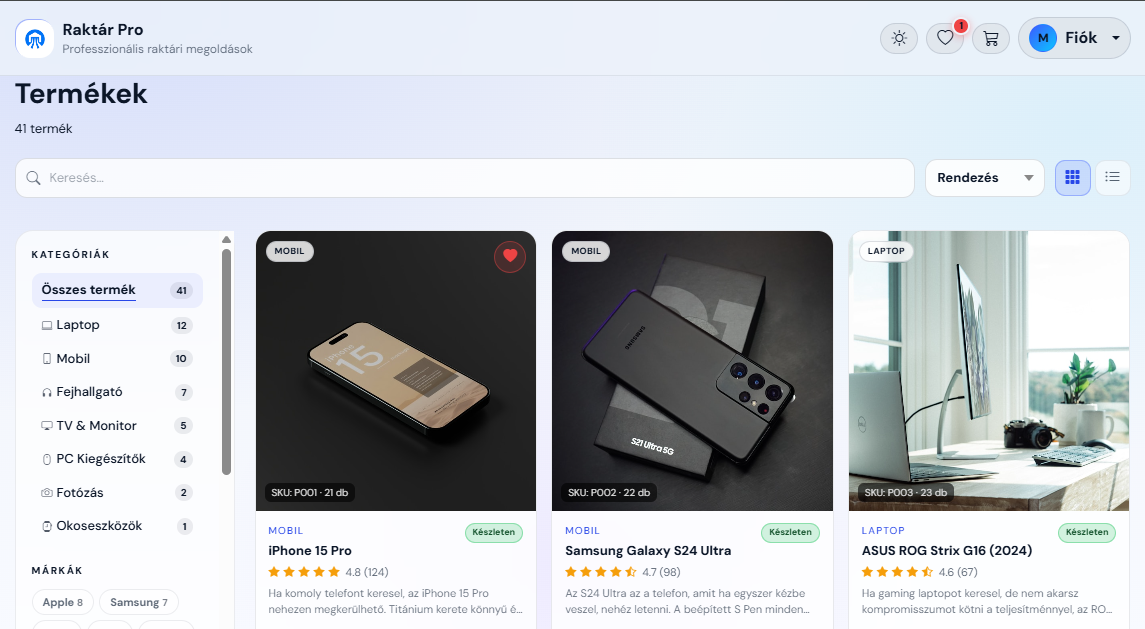 Raktár Pro
Professzionális raktári megoldások
1
M
Fiók
Termékek
41 termék
Keresés...
Rendezés
KATEGÓRIÁK
Összes termék 41
Laptop 12
Mobil 10
Fejhallgató 7
TV & Monitor 5
PC Kiegészítők 4
Fotózás 2
Okoseszközök 1
MÁRKÁK
Apple 8
Samsung 7
MOBIL
iPhone
15
SKU: P001 · 21 db
MOBIL
Készleten
iPhone 15 Pro
4.8 (124)
Ha komoly telefont keresel, az iPhone 15 Pro
nehezen megkerülhető. Titánium kerete könnyű é...
MOBIL
SAMSUNG
S21 Ultra 5G
SKU: P002 · 22 db
MOBIL
Készleten
Samsung Galaxy S24 Ultra
4.7 (98)
Az S24 Ultra az a telefon, amit ha egyszer kézbe
veszel, nehéz letenni. A beépített S Pen minden...
LAPTOP
SKU: P003 · 23 db
LAPTOP
Készleten
ASUS ROG Strix G16 (2024)
4.6 (67)
Ha gaming laptopot keresel, de nem akarsz
kompromisszumot kötni a teljesítménnyel, az RO...